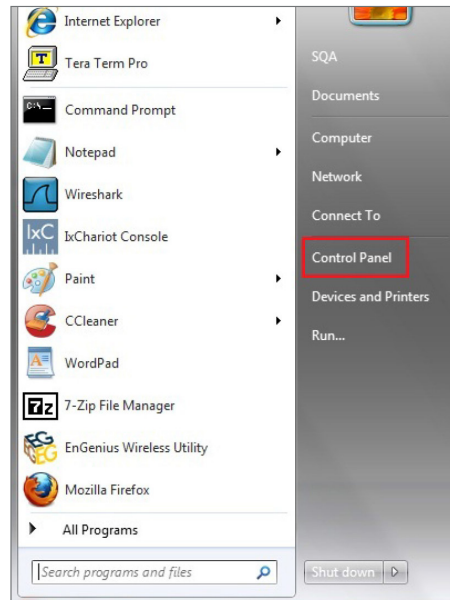 Internet Explorer
Tera Term Pro
C:\
Command Prompt
Notepad
Wireshark
IxC
IxChariot Console
Paint
CCleaner
WordPad
7z
7-Zip File Manager
EnGenius Wireless Utility
Mozilla Firefox
All Programs
Search programs and files
SQA
Documents
Computer
Network
Connect To
Control Panel
Devices and Printers
Run...
Shut down